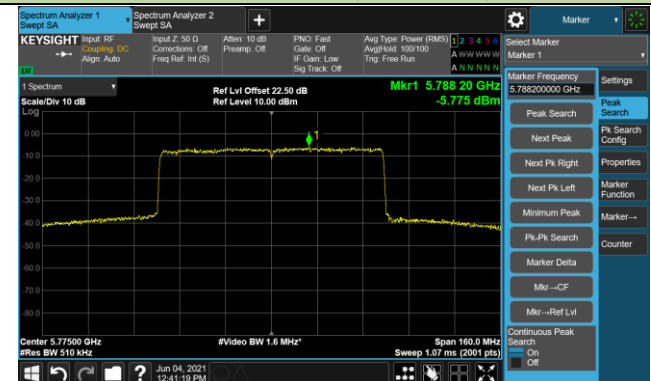 Spectrum Analyzer 1
Swept SA
Spectrum Analyzer 2
Swept SA
+
Marker
KEYSIGHT
Input: RF
Coupling: DC
Align: Auto
Input Z: 50 Ω
Corrections: Off
Freq Ref: Int (S)
Atten: 10 dB
Preamp: Off
PNO: Fast
Gate: Off
IF Gain: Low
Sig Track: Off
Avg Type: Power (RMS)
Avg|Hold: 100/100
Trig: Free Run
1 2 3 4 5 6
A W W W W W
A N N N N N
Select Marker
Marker 1
1 Spectrum
Scale/Div 10 dB
Log
Ref Lvl Offset 22.50 dB
Ref Level 10.00 dBm
Mkr1 5.788 20 GHz
-5.775 dBm
1
0.00
-10.0
-20.0
-30.0
-40.0
-50.0
-60.0
-70.0
-80.0
Center 5.77500 GHz
#Res BW 510 kHz
#Video BW 1.6 MHz*
Span 160.0 MHz
Sweep 1.07 ms (2001 pts)
Marker Frequency
5.788200000 GHz
Peak Search
Next Peak
Next Pk Right
Next Pk Left
Minimum Peak
Pk-Pk Search
Marker Delta
Mkr→CF
Mkr→Ref Lvl
Continuous Peak
Search
On
Off
Settings
Peak
Search
Pk Search
Config
Properties
Marker
Function
Marker→
Counter
?
Jun 04, 2021
12:41:19 PM